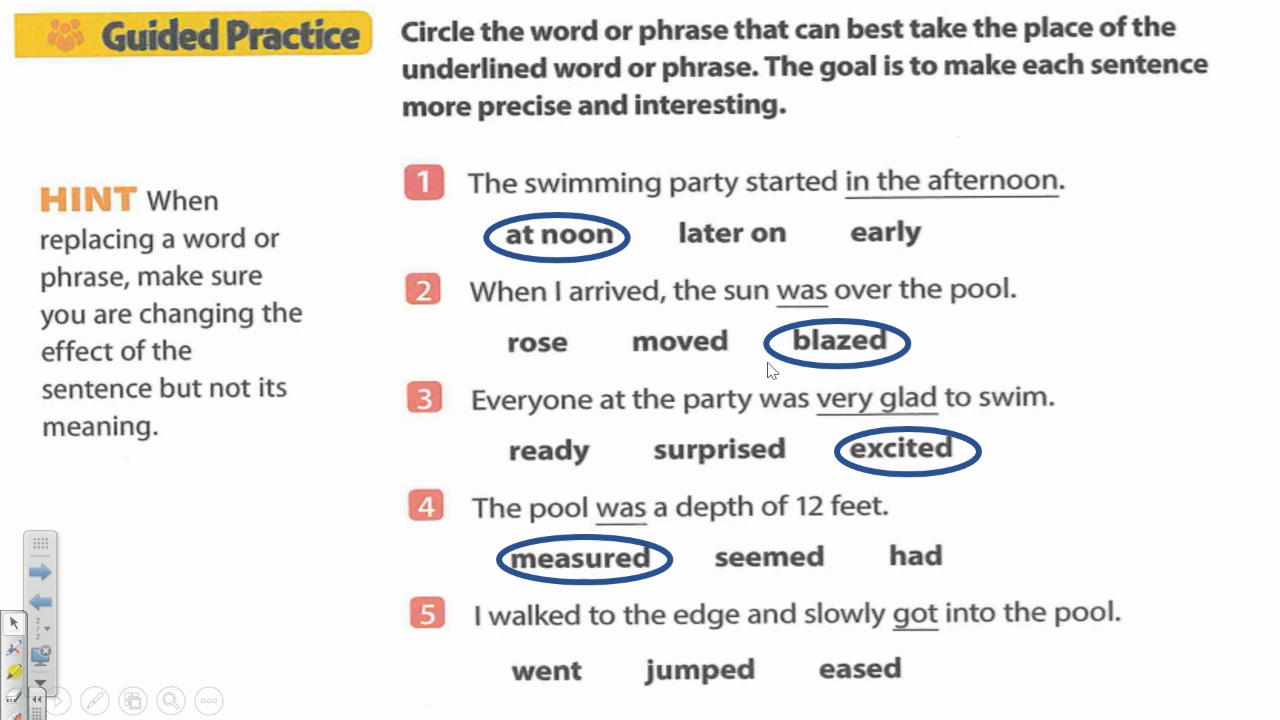 Guided Practice
Circle the word or phrase that can best take the place of the
underlined word or phrase. The goal is to make each sentence
more precise and interesting.
HINT When
replacing a word or
phrase, make sure
you are changing the
effect of the
sentence but not its
meaning.
1 The swimming party started in the afternoon.
at noon later on early
2 When I arrived, the sun was over the pool.
rose moved blazed
3 Everyone at the party was very glad to swim.
ready surprised excited
4 The pool was a depth of 12 feet.
measured seemed had
5 I walked to the edge and slowly got into the pool.
went jumped eased
2
/
2